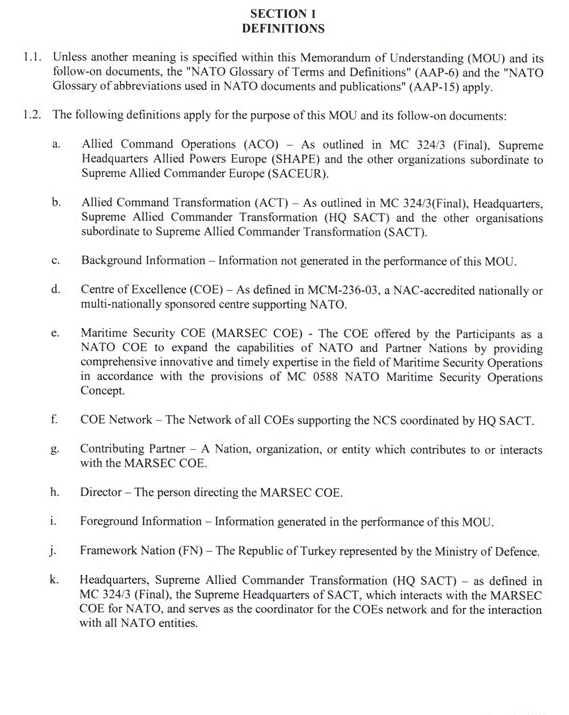 SECTION 1
DEFINITIONS
1.1. Unless another meaning is specified within this Memorandum of Understanding (MOU) and its
follow-on documents, the "NATO Glossary of Terms and Definitions" (AAP-6) and the "NATO
Glossary of abbreviations used in NATO documents and publications" (AAP-15) apply.
1.2. The following definitions apply for the purpose of this MOU and its follow-on documents:
a. Allied Command Operations (ACO) – As outlined in MC 324/3 (Final), Supreme
Headquarters Allied Powers Europe (SHAPE) and the other organizations subordinate to
Supreme Allied Commander Europe (SACEUR).
b. Allied Command Transformation (ACT) – As outlined in MC 324/3(Final), Headquarters,
Supreme Allied Commander Transformation (HQ SACT) and the other organisations
subordinate to Supreme Allied Commander Transformation (SACT).
c. Background Information – Information not generated in the performance of this MOU.
d. Centre of Excellence (COE) – As defined in MCM-236-03, a NAC-accredited nationally or
multi-nationally sponsored centre supporting NATO.
e. Maritime Security COE (MARSEC COE) - The COE offered by the Participants as a
NATO COE to expand the capabilities of NATO and Partner Nations by providing
comprehensive innovative and timely expertise in the field of Maritime Security Operations
in accordance with the provisions of MC 0588 NATO Maritime Security Operations
Concept.
f. COE Network – The Network of all COEs supporting the NCS coordinated by HQ SACT.
g. Contributing Partner – A Nation, organization, or entity which contributes to or interacts
with the MARSEC COE.
h. Director – The person directing the MARSEC COE.
i. Foreground Information – Information generated in the performance of this MOU.
j. Framework Nation (FN) – The Republic of Turkey represented by the Ministry of Defence.
k. Headquarters, Supreme Allied Commander Transformation (HQ SACT) – as defined in
MC 324/3 (Final), the Supreme Headquarters of SACT, which interacts with the MARSEC
COE for NATO, and serves as the coordinator for the COEs network and for the interaction
with all NATO entities.